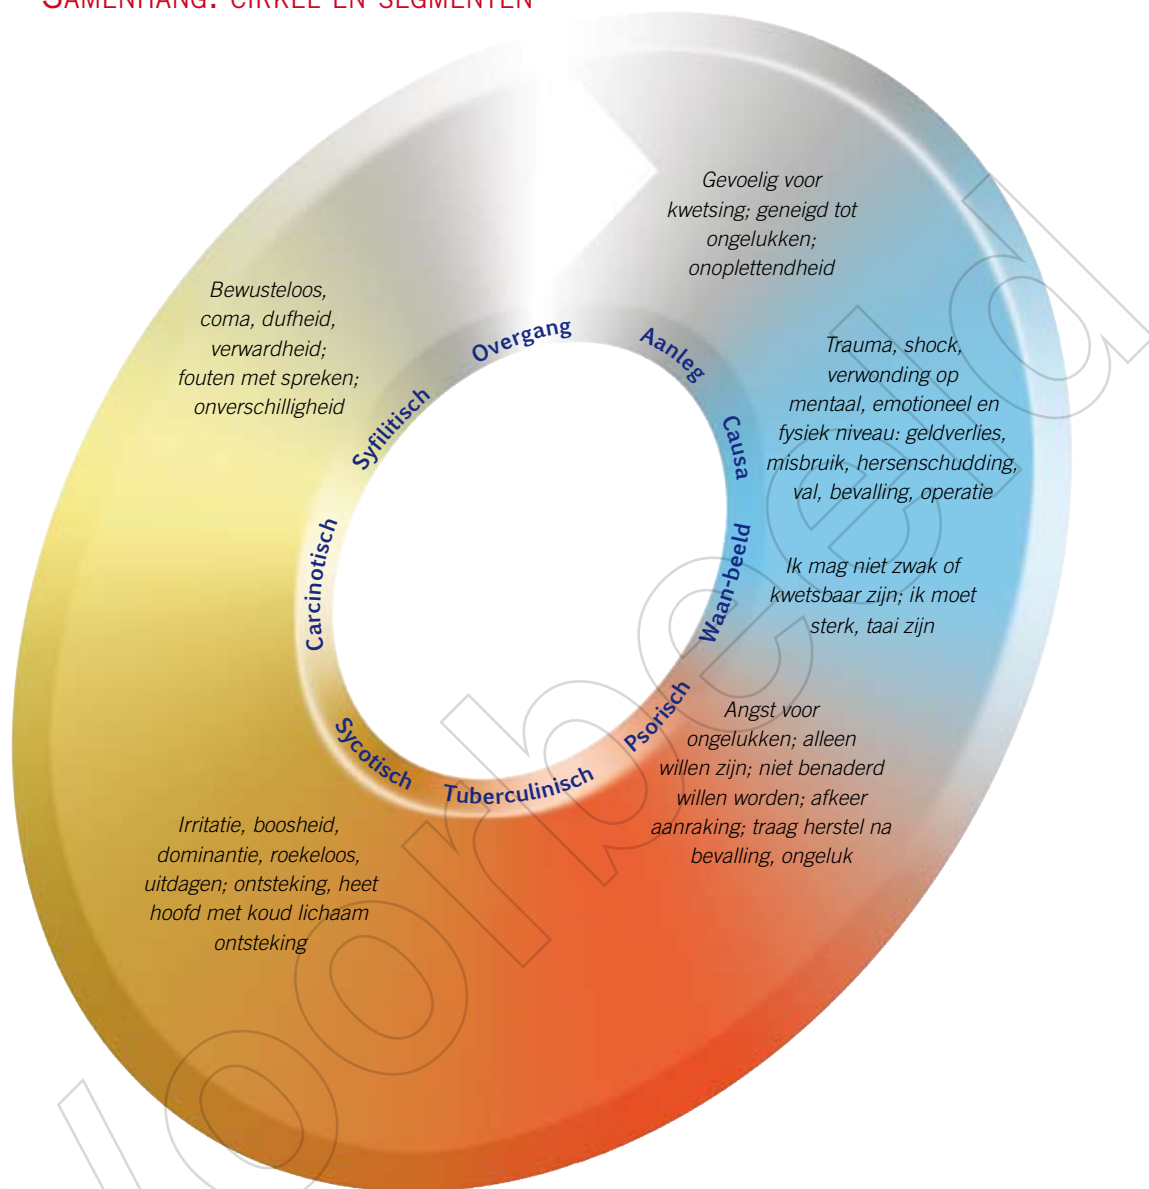 SAMENHANG: CIRKEL EN SEGMENTEN
Gevoelig voor
kwetsing; geneigd tot
ongelukken;
onoplettendheid
Bewusteloos,
coma, dufheid,
verwardheid;
fouten met spreken;
onverschilligheid
Overgang
Aanleg
Trauma, shock,
verwonding op
mentaal, emotioneel en
fysiek niveau: geldverlies,
misbruik, hersenschudding,
val, bevalling, operatie
Syfilitisch
Causa
Carcinotisch
Waan-beeld
Ik mag niet zwak of
kwetsbaar zijn; ik moet
sterk, taai zijn
Psorisch
Angst voor
ongelukken; alleen
willen zijn; niet benaderd
willen worden; afkeer
aanraking; traag herstel na
bevalling, ongeluk
Sycotisch
Tuberculinisch
Irritatie, boosheid,
dominantie, roekeloos,
uitdagen; ontsteking, heet
hoofd met koud lichaam
ontsteking
Voorbeeld